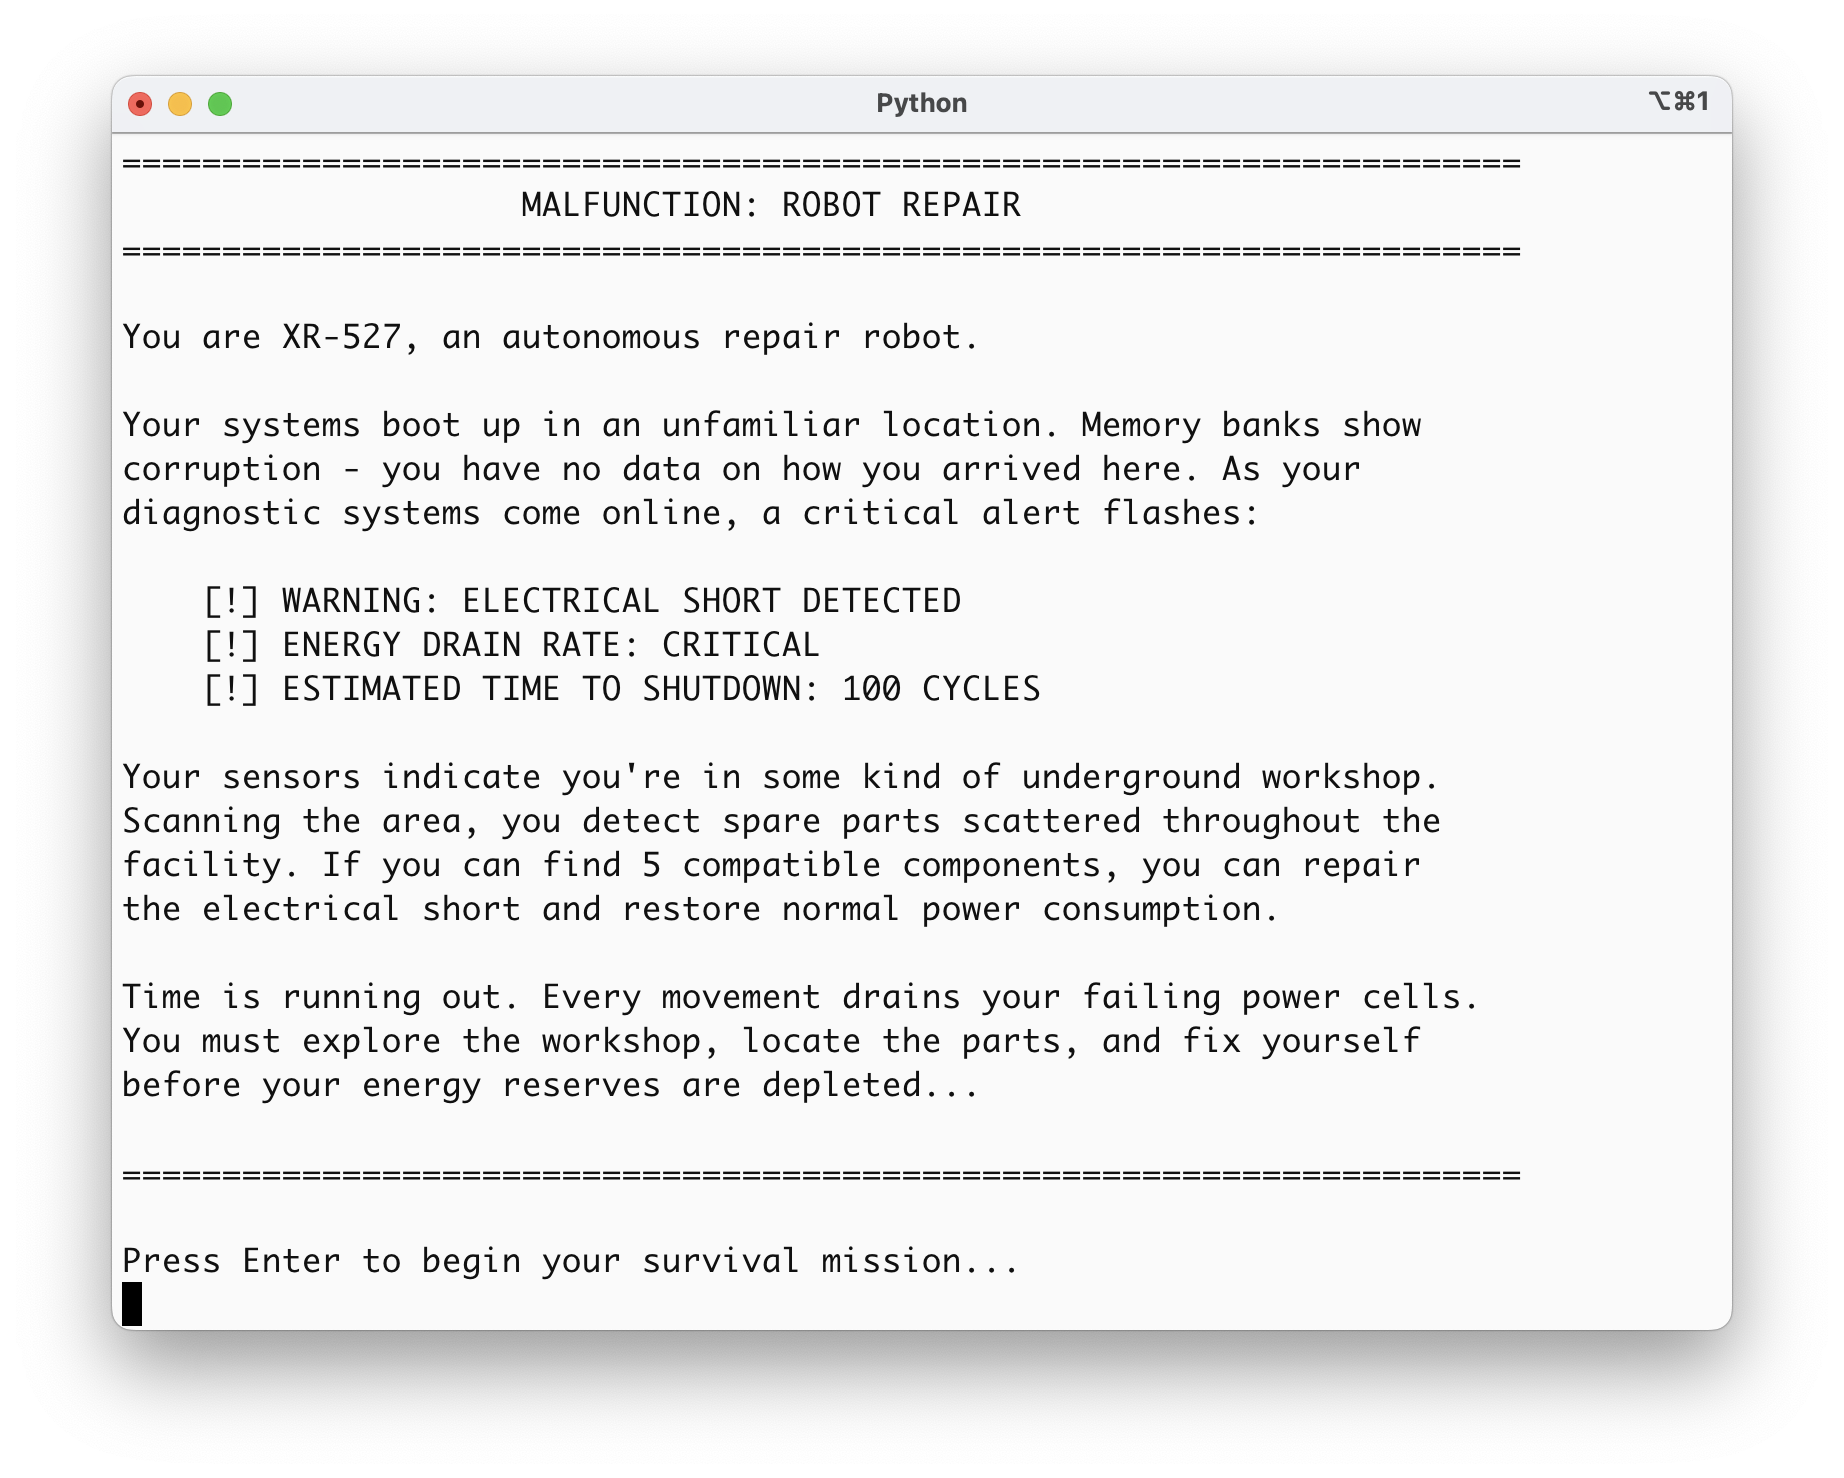 Python
⌥⌘1
======================================================================
MALFUNCTION: ROBOT REPAIR
======================================================================
You are XR-527, an autonomous repair robot.
Your systems boot up in an unfamiliar location. Memory banks show
corruption - you have no data on how you arrived here. As your
diagnostic systems come online, a critical alert flashes:
[!] WARNING: ELECTRICAL SHORT DETECTED
[!] ENERGY DRAIN RATE: CRITICAL
[!] ESTIMATED TIME TO SHUTDOWN: 100 CYCLES
Your sensors indicate you're in some kind of underground workshop.
Scanning the area, you detect spare parts scattered throughout the
facility. If you can find 5 compatible components, you can repair
the electrical short and restore normal power consumption.
Time is running out. Every movement drains your failing power cells.
You must explore the workshop, locate the parts, and fix yourself
before your energy reserves are depleted...
======================================================================
Press Enter to begin your survival mission...